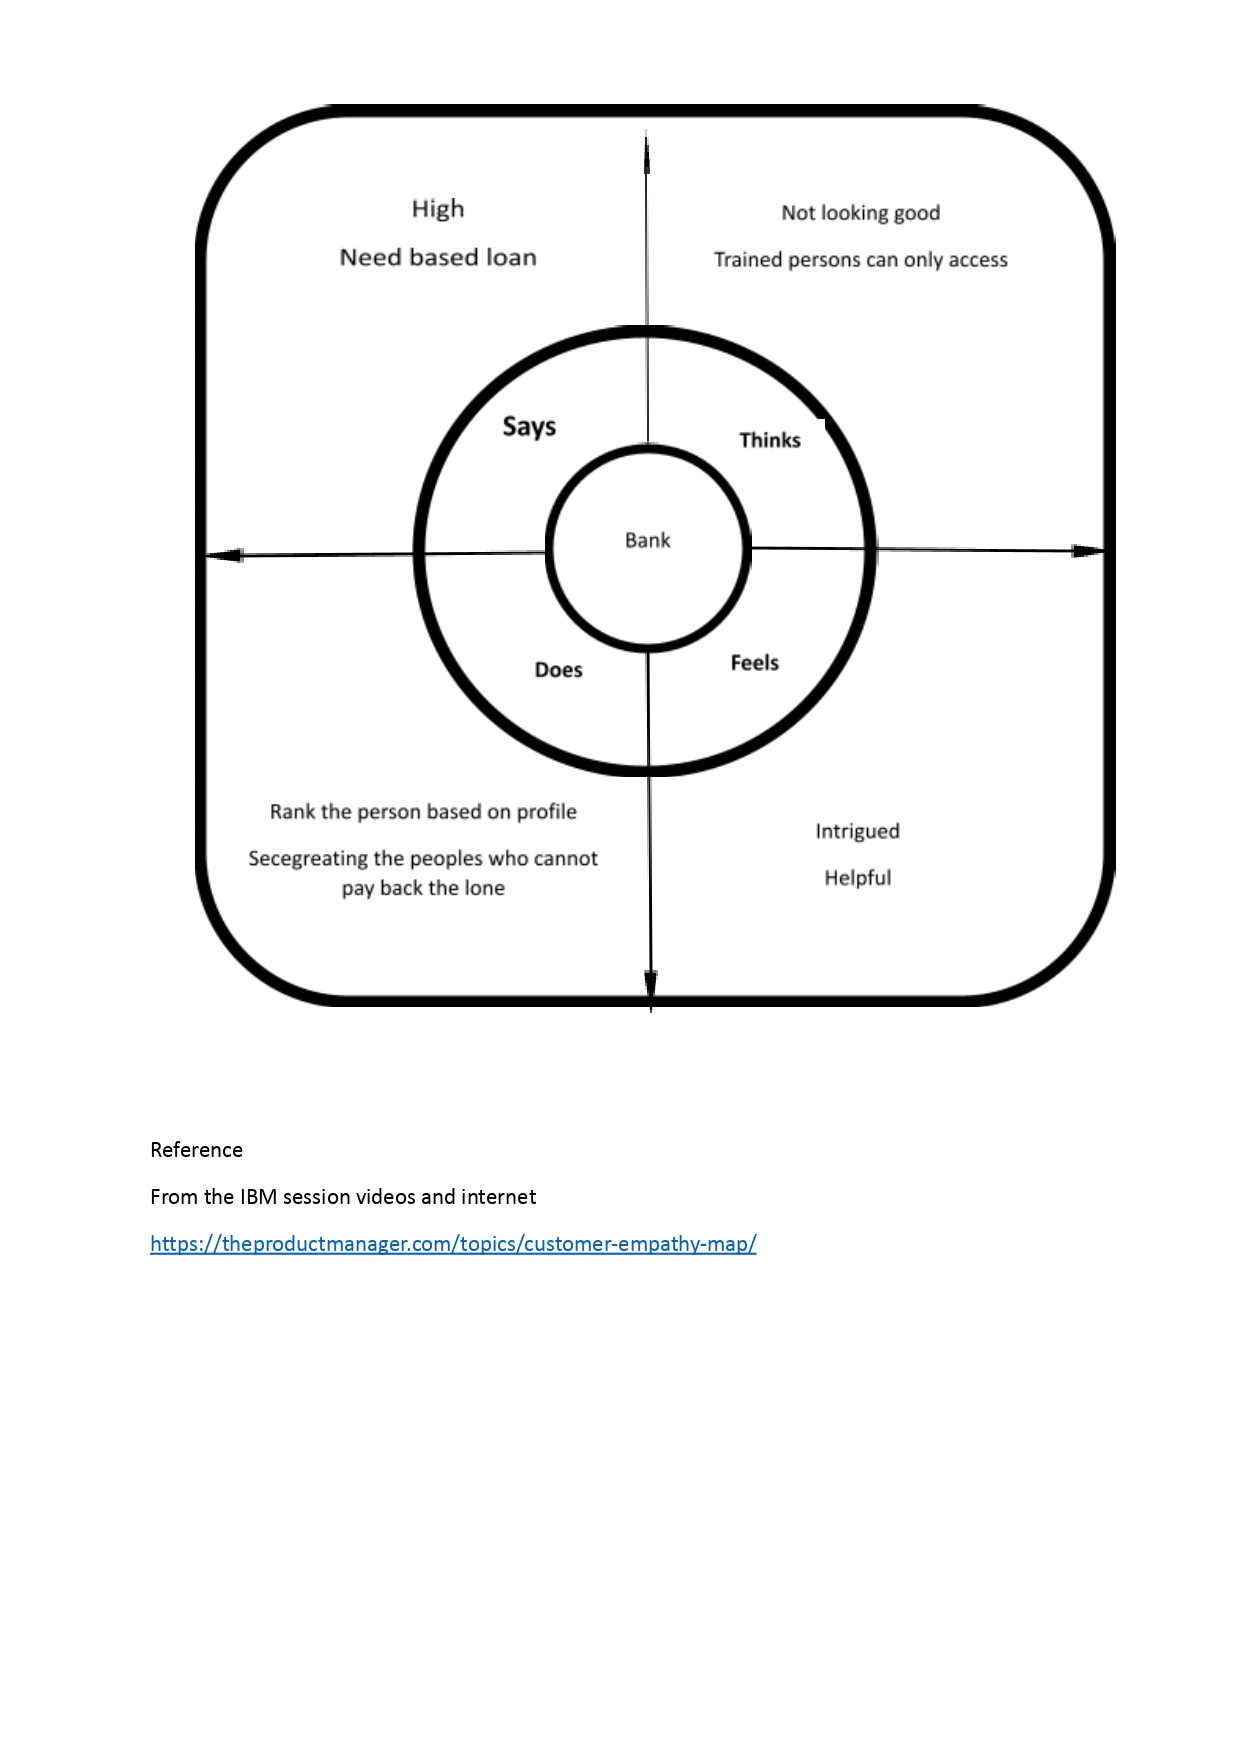 High
Need based loan
Not looking good
Trained persons can only access
Says
Thinks
Bank
Does
Feels
Rank the person based on profile
Secegreating the peoples who cannot
pay back the lone
Intrigued
Helpful
Reference
From the IBM session videos and internet
https://theproductmanager.com/topics/customer-empathy-map/